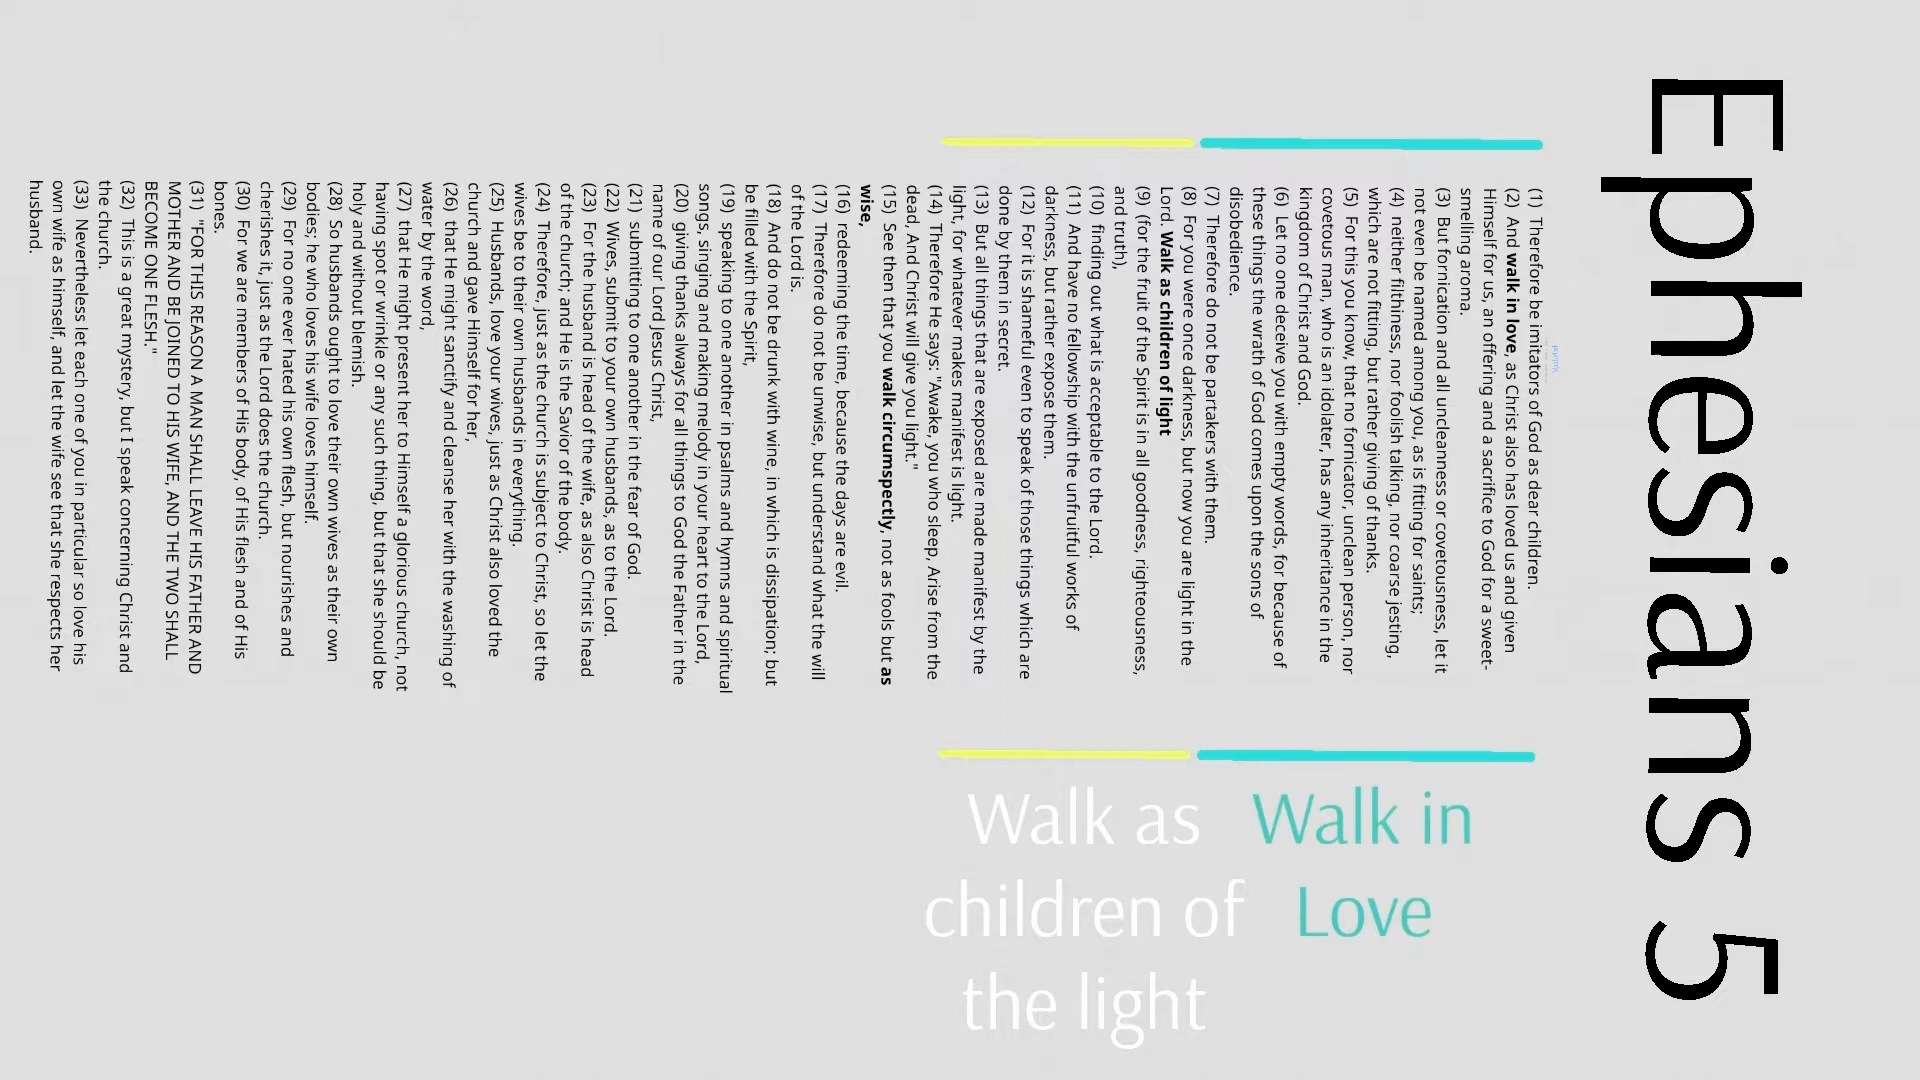 Ephesians 5
(1) Therefore be imitators of God as dear children.
(2) And walk in love, as Christ also has loved us and given
Himself for us, an offering and a sacrifice to God for a sweet-
smelling aroma.
(3) But fornication and all uncleanness or covetousness, let it
not even be named among you, as is fitting for saints;
(4) neither filthiness, nor foolish talking, nor coarse jesting,
which are not fitting, but rather giving of thanks.
(5) For this you know, that no fornicator, unclean person, nor
covetous man, who is an idolater, has any inheritance in the
kingdom of Christ and God.
(6) Let no one deceive you with empty words, for because of
these things the wrath of God comes upon the sons of
disobedience.
(7) Therefore do not be partakers with them.
(8) For you were once darkness, but now you are light in the
Lord. Walk as children of light
(9) (for the fruit of the Spirit is in all goodness, righteousness,
and truth),
(10) finding out what is acceptable to the Lord.
(11) And have no fellowship with the unfruitful works of
darkness, but rather expose them.
(12) For it is shameful even to speak of those things which are
done by them in secret.
(13) But all things that are exposed are made manifest by the
light, for whatever makes manifest is light.
(14) Therefore He says: "Awake, you who sleep, Arise from the
dead, And Christ will give you light."
(15) See then that you walk circumspectly, not as fools but as
wise,
(16) redeeming the time, because the days are evil.
(17) Therefore do not be unwise, but understand what the will
of the Lord is.
(18) And do not be drunk with wine, in which is dissipation; but
be filled with the Spirit,
(19) speaking to one another in psalms and hymns and spiritual
songs, singing and making melody in your heart to the Lord,
(20) giving thanks always for all things to God the Father in the
name of our Lord Jesus Christ,
(21) submitting to one another in the fear of God.
(22) Wives, submit to your own husbands, as to the Lord.
(23) For the husband is head of the wife, as also Christ is head
of the church; and He is the Savior of the body.
(24) Therefore, just as the church is subject to Christ, so let the
wives be to their own husbands in everything.
(25) Husbands, love your wives, just as Christ also loved the
church and gave Himself for her,
(26) that He might sanctify and cleanse her with the washing of
water by the word,
(27) that He might present her to Himself a glorious church, not
having spot or wrinkle or any such thing, but that she should be
holy and without blemish.
(28) So husbands ought to love their own wives as their own
bodies; he who loves his wife loves himself.
(29) For no one ever hated his own flesh, but nourishes and
cherishes it, just as the Lord does the church.
(30) For we are members of His body, of His flesh and of His
bones.
(31) "FOR THIS REASON A MAN SHALL LEAVE HIS FATHER AND
MOTHER AND BE JOINED TO HIS WIFE, AND THE TWO SHALL
BECOME ONE FLESH."
(32) This is a great mystery, but I speak concerning Christ and
the church.
(33) Nevertheless let each one of you in particular so love his
own wife as himself, and let the wife see that she respects her
husband.
Walk in
Love
Walk as
children of
the light